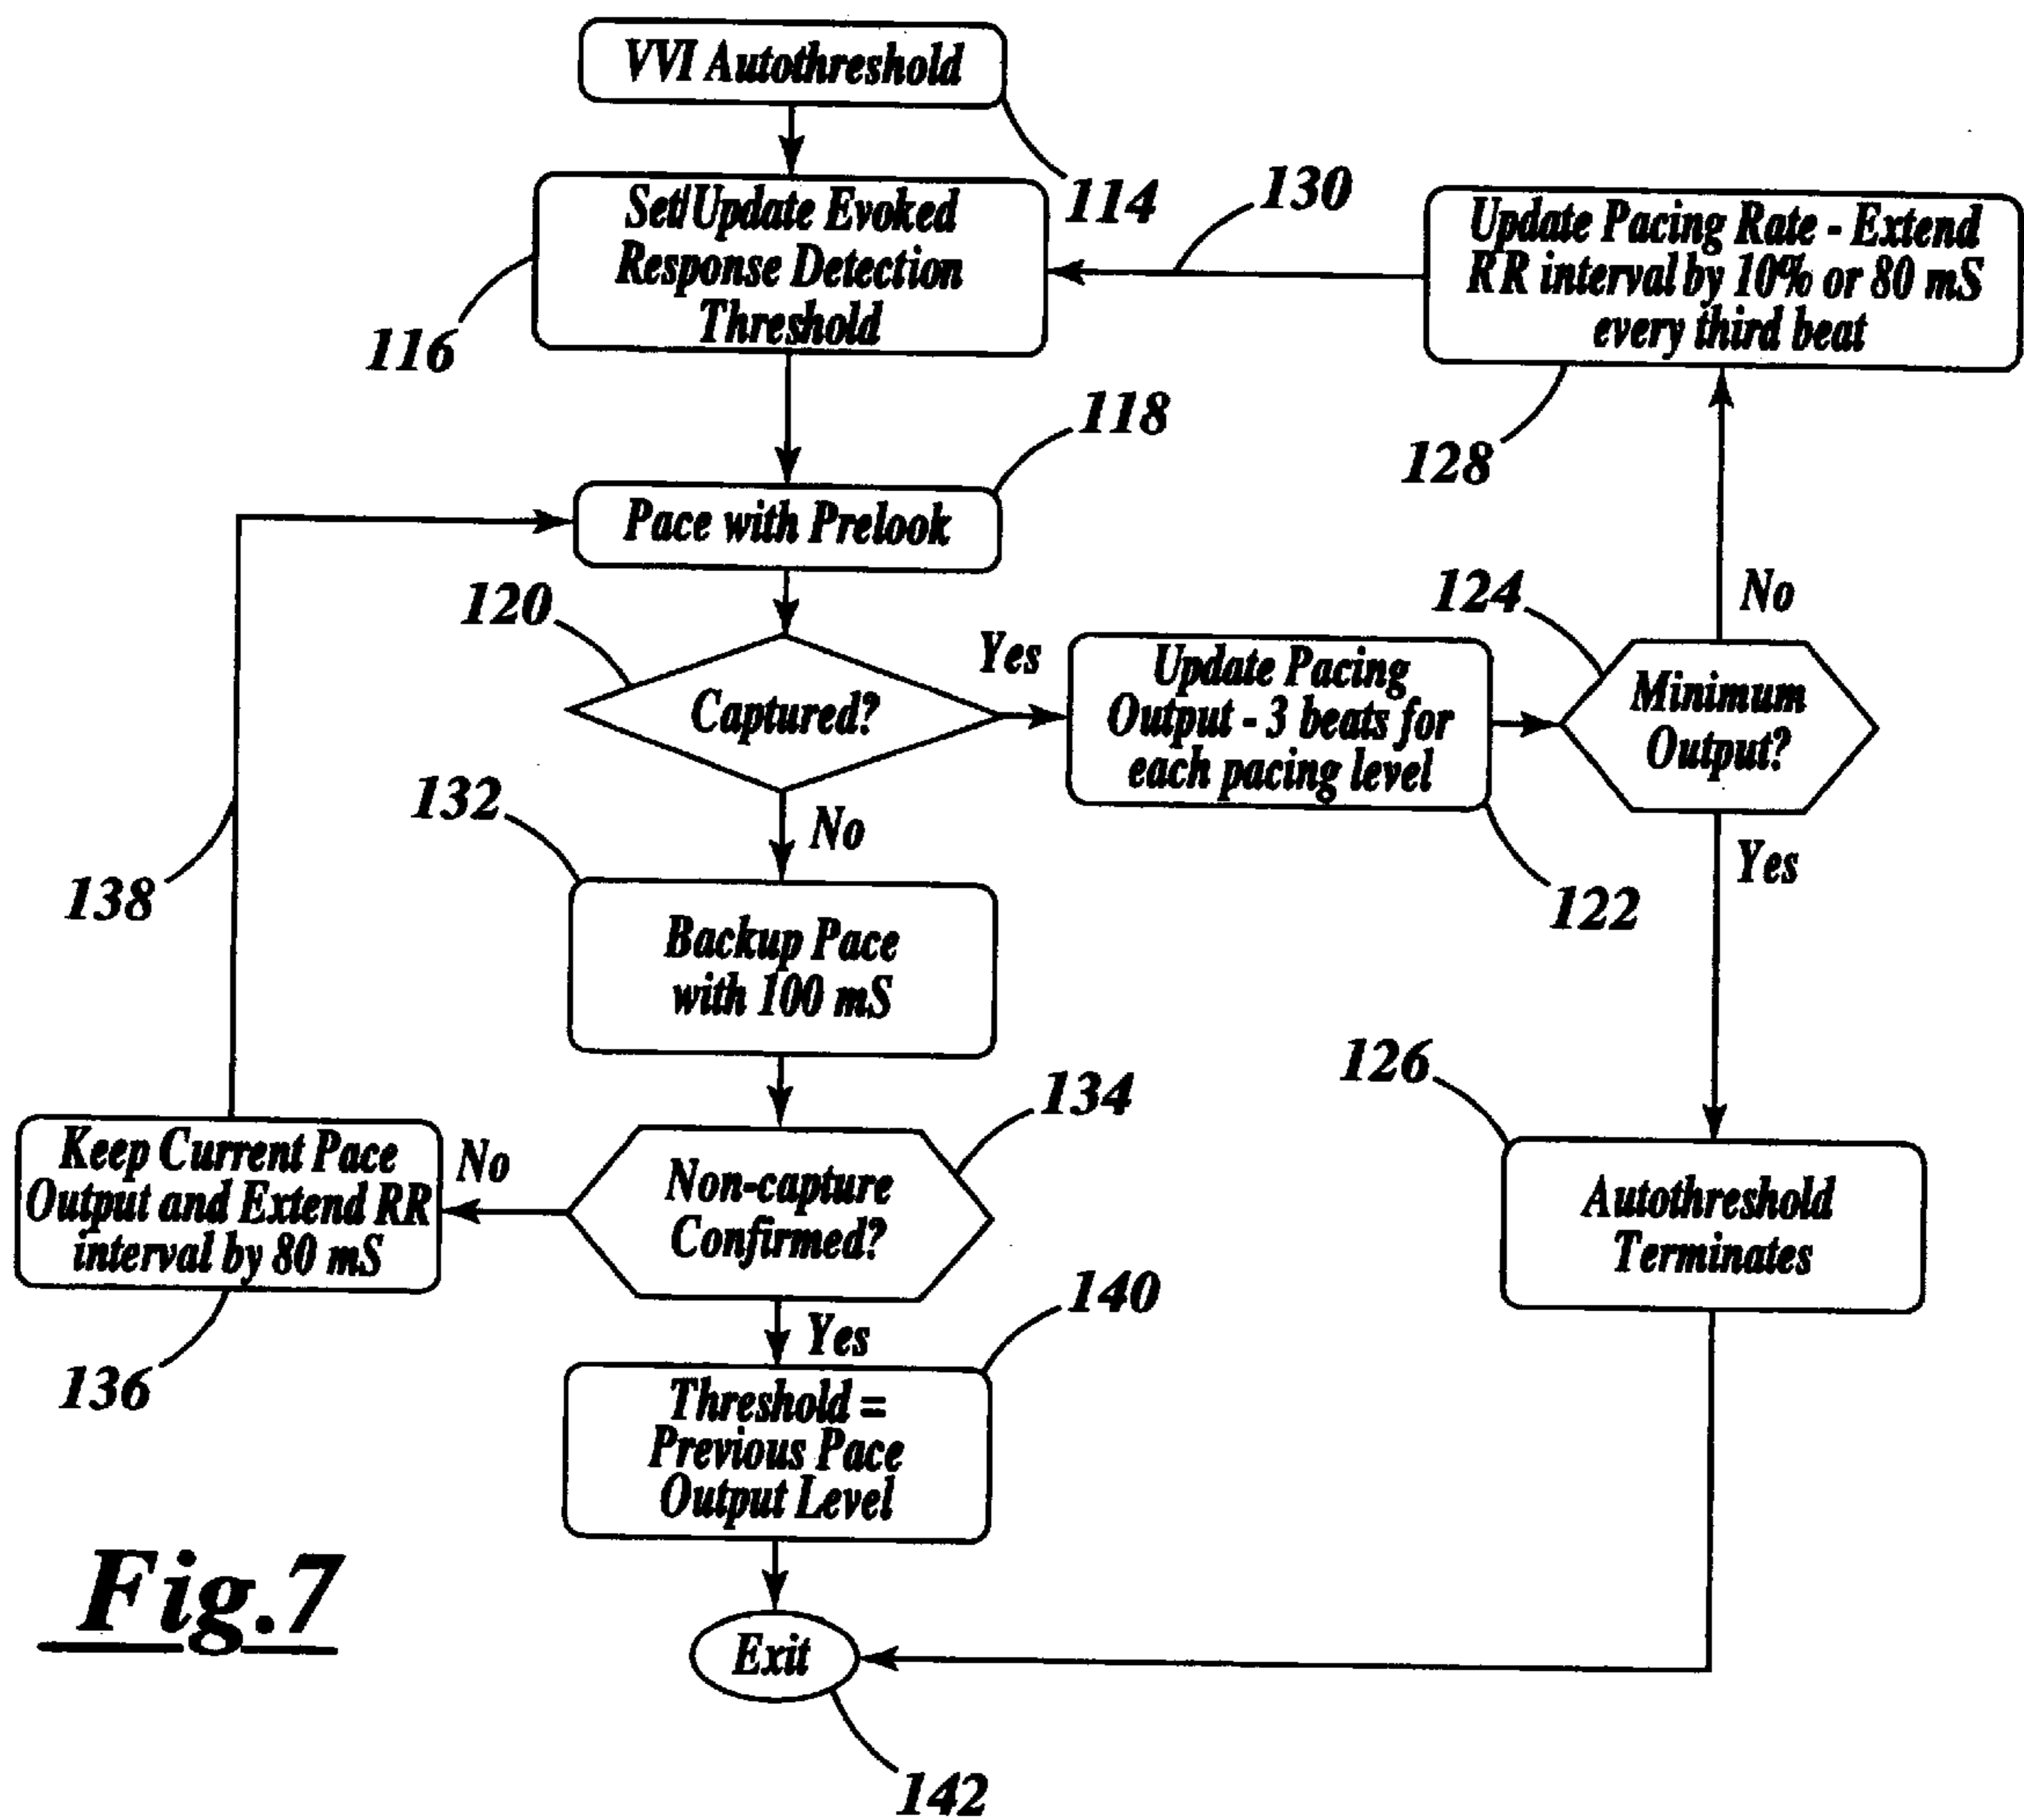 VVI Autothreshold
114
Set/Update Evoked
Response Detection
Threshold
116
130
Update Pacing Rate - Extend
RR interval by 10% or 80 mS
every third beat
128
118
Pace with Prelook
120
Captured?
Yes
Update Pacing
Output - 3 beats for
each pacing level
122
124
Minimum
Output?
No
Yes
132
No
Backup Pace
with 100 mS
138
134
Non-capture
Confirmed?
No
Keep Current Pace
Output and Extend RR
interval by 80 mS
136
126
Autothreshold
Terminates
Yes
140
Threshold =
Previous Pace
Output Level
Exit
142
Fig.7